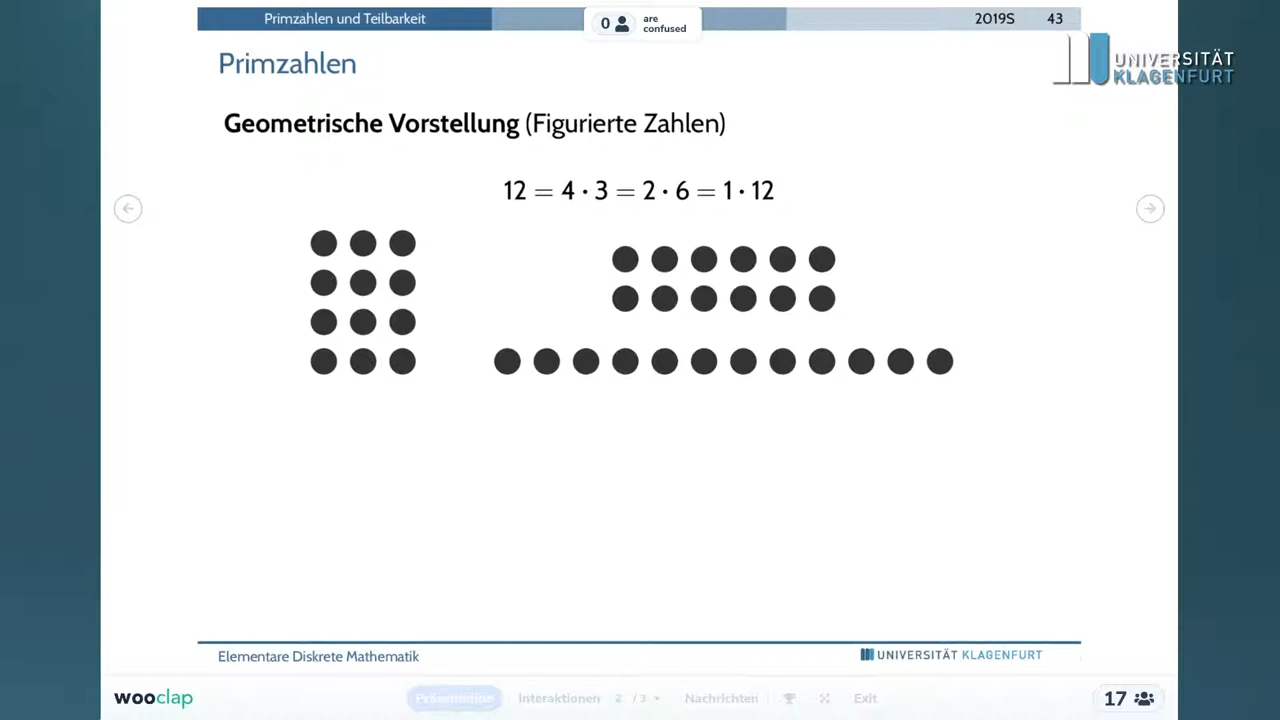 Primzahlen und Teilbarkeit
2019S 43
0 are confused
Primzahlen
UNIVERSITÄT
KLAGENFURT
Geometrische Vorstellung (Figurierte Zahlen)
12 = 4 · 3 = 2 · 6 = 1 · 12
Elementare Diskrete Mathematik
UNIVERSITÄT KLAGENFURT
wooclap
Präsentation Interaktionen 2 / 3 Nachrichten Exit
17